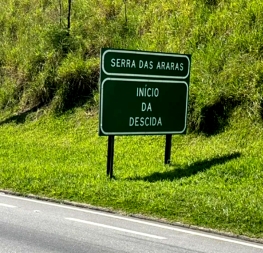 SERRA DAS ARARAS
INÍCIO
DA
DESCIDA